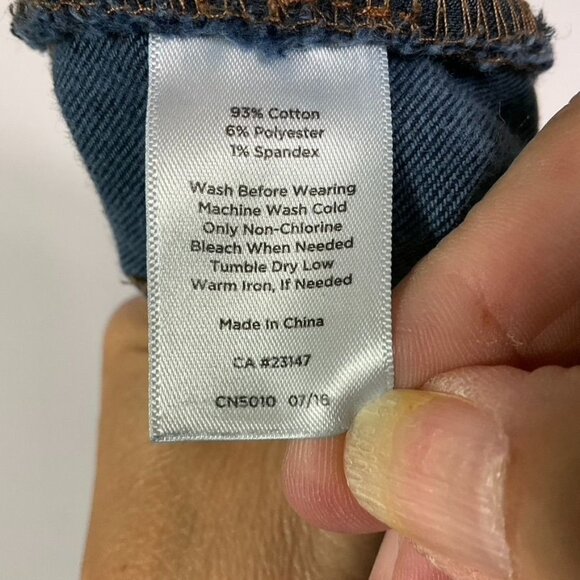 93% Cotton
6% Polyester
1% Spandex
Wash Before Wearing
Machine Wash Cold
Only Non-Chlorine
Bleach When Needed
Tumble Dry Low
Warm Iron, If Needed
Made In China
CA #23147
CN5010 07/16